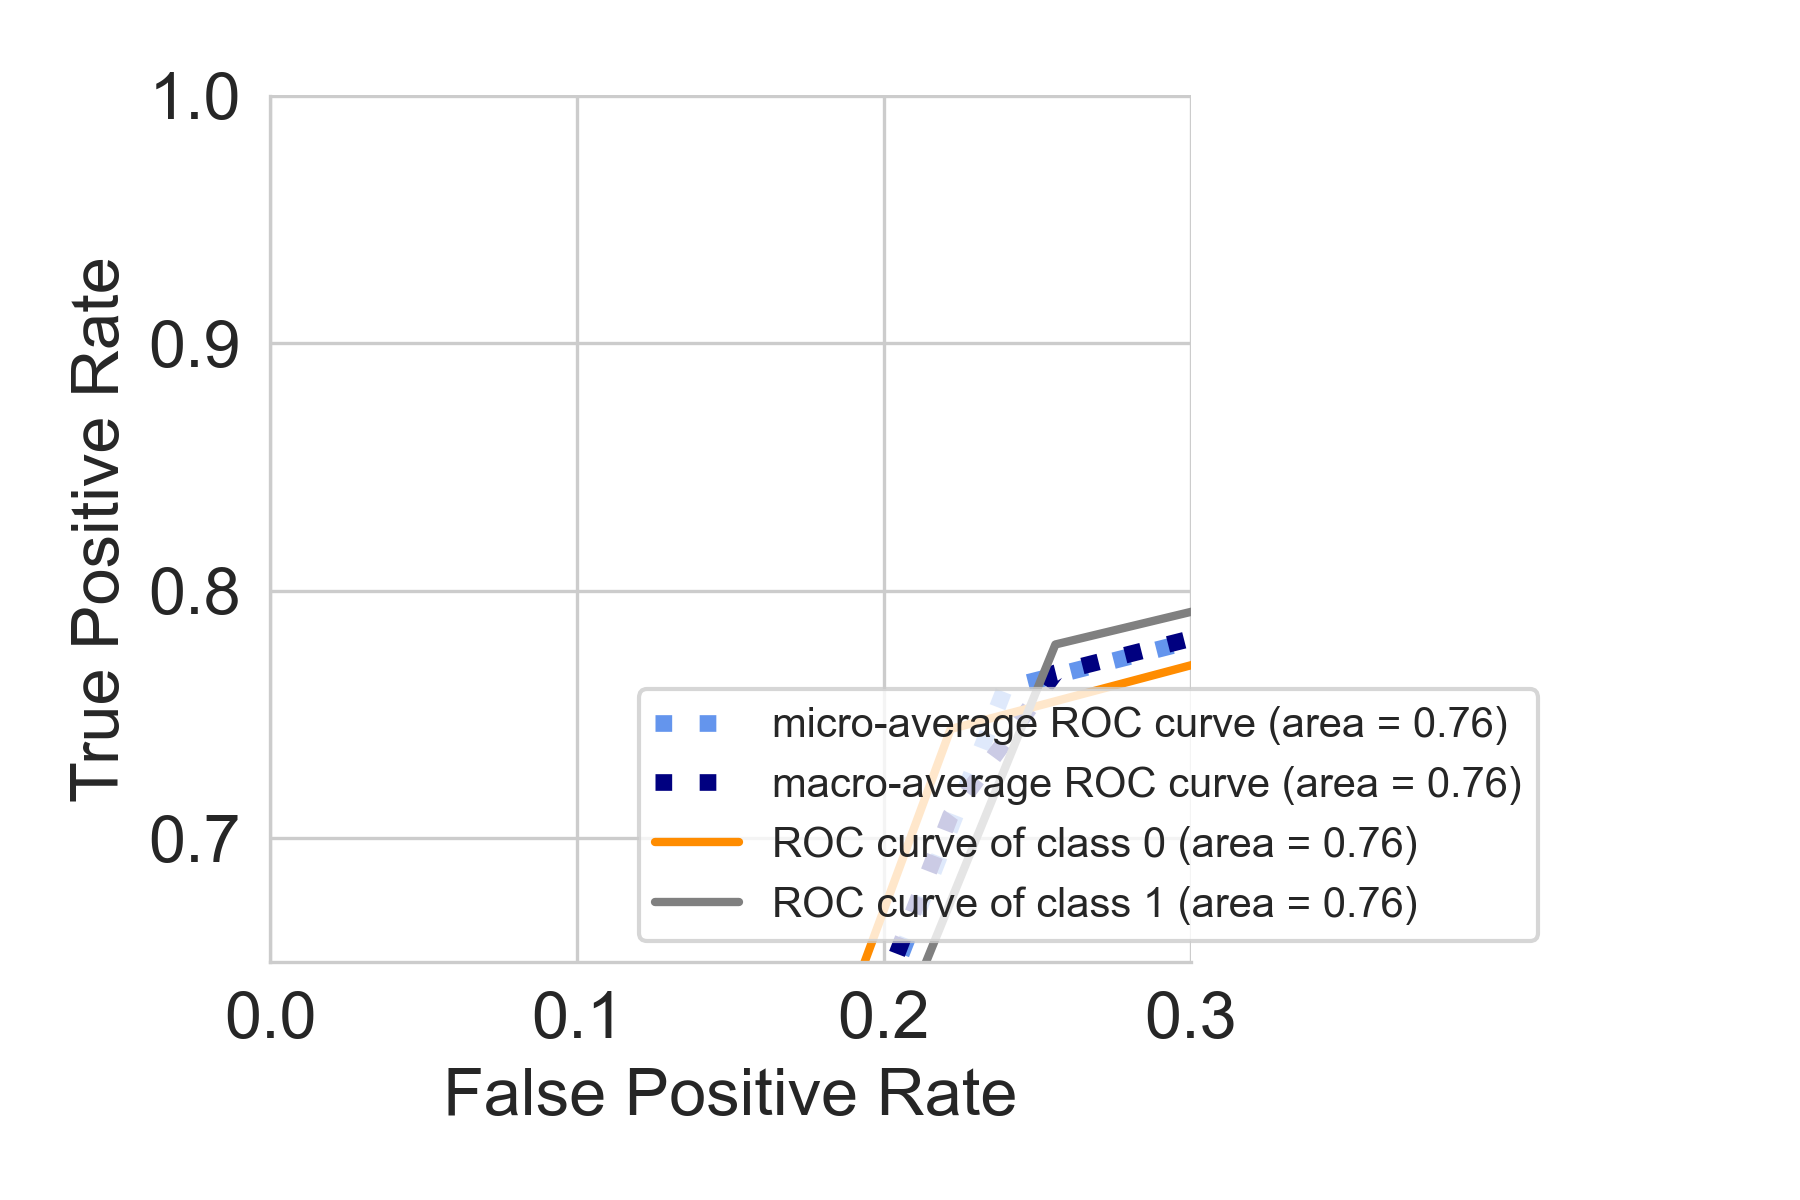 1.0
0.9
0.8
0.7
True Positive Rate
micro-average ROC curve (area = 0.76)
macro-average ROC curve (area = 0.76)
ROC curve of class 0 (area = 0.76)
ROC curve of class 1 (area = 0.76)
0.0 0.1 0.2 0.3
False Positive Rate